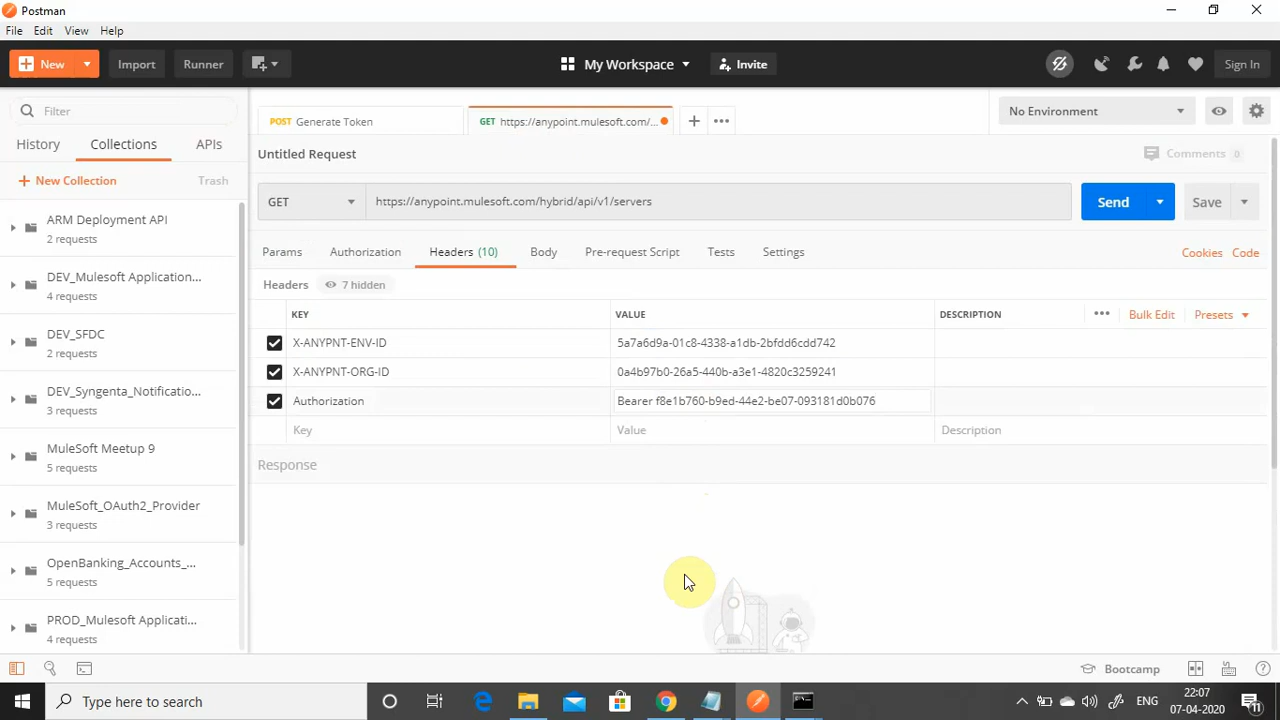 Postman
File Edit View Help
New Import Runner My Workspace Invite Sign In
Filter
History Collections APIs
New Collection Trash
ARM Deployment API
2 requests
DEV_Mulesoft Application...
4 requests
DEV_SFDC
2 requests
DEV_Syngenta_Notificatio...
3 requests
MuleSoft Meetup 9
5 requests
MuleSoft_OAuth2_Provider
3 requests
OpenBanking_Accounts_...
5 requests
PROD_Mulesoft Applicati...
4 requests
POST Generate Token GET https://anypoint.mulesoft.com/... No Environment
Untitled Request Comments 0
GET https://anypoint.mulesoft.com/hybrid/api/v1/servers Send Save
Params Authorization Headers (10) Body Pre-request Script Tests Settings Cookies Code
Headers 7 hidden
KEY VALUE DESCRIPTION Bulk Edit Presets
X-ANYPNT-ENV-ID 5a7a6d9a-01c8-4338-a1db-2bfdd6cdd742
X-ANYPNT-ORG-ID 0a4b97b0-26a5-440b-a3e1-4820c3259241
Authorization Bearer f8e1b760-b9ed-44e2-be07-093181d0b076
Key Value Description
Response
Bootcamp
Type here to search ENG 22:07
07-04-2020 11